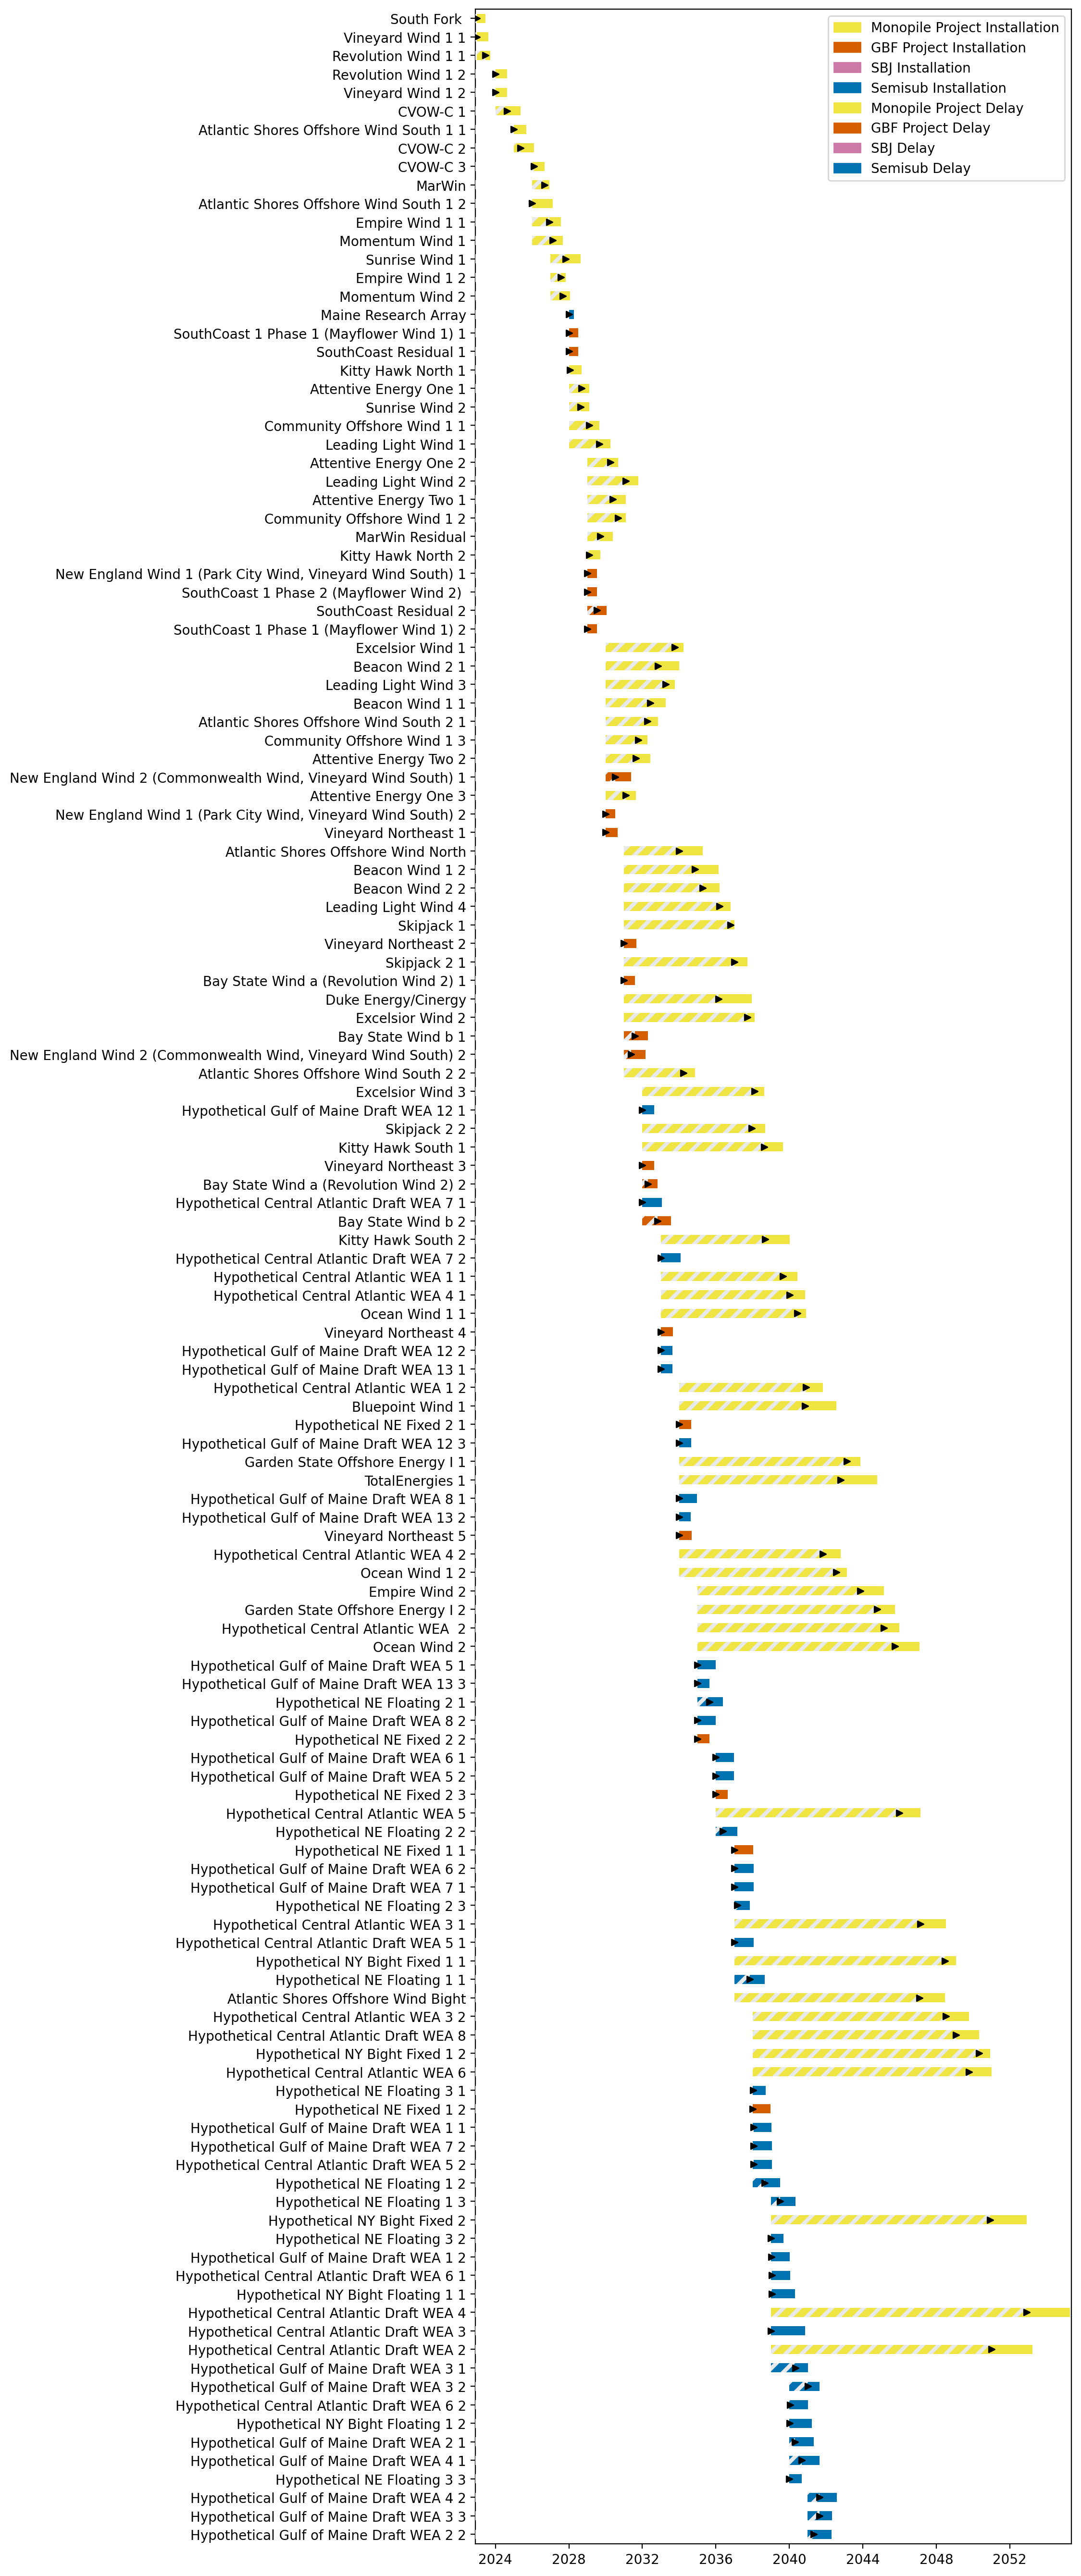 South Fork
Vineyard Wind 1 1
Revolution Wind 1 1
Revolution Wind 1 2
Vineyard Wind 1 2
CVOW-C 1
Atlantic Shores Offshore Wind South 1 1
CVOW-C 2
CVOW-C 3
MarWin
Atlantic Shores Offshore Wind South 1 2
Empire Wind 1 1
Momentum Wind 1
Sunrise Wind 1
Empire Wind 1 2
Momentum Wind 2
Maine Research Array
SouthCoast 1 Phase 1 (Mayflower Wind 1) 1
SouthCoast Residual 1
Kitty Hawk North 1
Attentive Energy One 1
Sunrise Wind 2
Community Offshore Wind 1 1
Leading Light Wind 1
Attentive Energy One 2
Leading Light Wind 2
Attentive Energy Two 1
Community Offshore Wind 1 2
MarWin Residual
Kitty Hawk North 2
New England Wind 1 (Park City Wind, Vineyard Wind South) 1
SouthCoast 1 Phase 2 (Mayflower Wind 2)
SouthCoast Residual 2
SouthCoast 1 Phase 1 (Mayflower Wind 1) 2
Excelsior Wind 1
Beacon Wind 2 1
Leading Light Wind 3
Beacon Wind 1 1
Atlantic Shores Offshore Wind South 2 1
Community Offshore Wind 1 3
Attentive Energy Two 2
New England Wind 2 (Commonwealth Wind, Vineyard Wind South) 1
Attentive Energy One 3
New England Wind 1 (Park City Wind, Vineyard Wind South) 2
Vineyard Northeast 1
Atlantic Shores Offshore Wind North
Beacon Wind 1 2
Beacon Wind 2 2
Leading Light Wind 4
Skipjack 1
Vineyard Northeast 2
Skipjack 2 1
Bay State Wind a (Revolution Wind 2) 1
Duke Energy/Cinergy
Excelsior Wind 2
Bay State Wind b 1
New England Wind 2 (Commonwealth Wind, Vineyard Wind South) 2
Atlantic Shores Offshore Wind South 2 2
Excelsior Wind 3
Hypothetical Gulf of Maine Draft WEA 12 1
Skipjack 2 2
Kitty Hawk South 1
Vineyard Northeast 3
Bay State Wind a (Revolution Wind 2) 2
Hypothetical Central Atlantic Draft WEA 7 1
Bay State Wind b 2
Kitty Hawk South 2
Hypothetical Central Atlantic Draft WEA 7 2
Hypothetical Central Atlantic WEA 1 1
Hypothetical Central Atlantic WEA 4 1
Ocean Wind 1 1
Vineyard Northeast 4
Hypothetical Gulf of Maine Draft WEA 12 2
Hypothetical Gulf of Maine Draft WEA 13 1
Hypothetical Central Atlantic WEA 1 2
Bluepoint Wind 1
Hypothetical NE Fixed 2 1
Hypothetical Gulf of Maine Draft WEA 12 3
Garden State Offshore Energy I 1
TotalEnergies 1
Hypothetical Gulf of Maine Draft WEA 8 1
Hypothetical Gulf of Maine Draft WEA 13 2
Vineyard Northeast 5
Hypothetical Central Atlantic WEA 4 2
Ocean Wind 1 2
Empire Wind 2
Garden State Offshore Energy I 2
Hypothetical Central Atlantic WEA  2
Ocean Wind 2
Hypothetical Gulf of Maine Draft WEA 5 1
Hypothetical Gulf of Maine Draft WEA 13 3
Hypothetical NE Floating 2 1
Hypothetical Gulf of Maine Draft WEA 8 2
Hypothetical NE Fixed 2 2
Hypothetical Gulf of Maine Draft WEA 6 1
Hypothetical Gulf of Maine Draft WEA 5 2
Hypothetical NE Fixed 2 3
Hypothetical Central Atlantic WEA 5
Hypothetical NE Floating 2 2
Hypothetical NE Fixed 1 1
Hypothetical Gulf of Maine Draft WEA 6 2
Hypothetical Gulf of Maine Draft WEA 7 1
Hypothetical NE Floating 2 3
Hypothetical Central Atlantic WEA 3 1
Hypothetical Central Atlantic Draft WEA 5 1
Hypothetical NY Bight Fixed 1 1
Hypothetical NE Floating 1 1
Atlantic Shores Offshore Wind Bight
Hypothetical Central Atlantic WEA 3 2
Hypothetical Central Atlantic Draft WEA 8
Hypothetical NY Bight Fixed 1 2
Hypothetical Central Atlantic WEA 6
Hypothetical NE Floating 3 1
Hypothetical NE Fixed 1 2
Hypothetical Gulf of Maine Draft WEA 1 1
Hypothetical Gulf of Maine Draft WEA 7 2
Hypothetical Central Atlantic Draft WEA 5 2
Hypothetical NE Floating 1 2
Hypothetical NE Floating 1 3
Hypothetical NY Bight Fixed 2
Hypothetical NE Floating 3 2
Hypothetical Gulf of Maine Draft WEA 1 2
Hypothetical Central Atlantic Draft WEA 6 1
Hypothetical NY Bight Floating 1 1
Hypothetical Central Atlantic Draft WEA 4
Hypothetical Central Atlantic Draft WEA 3
Hypothetical Central Atlantic Draft WEA 2
Hypothetical Gulf of Maine Draft WEA 3 1
Hypothetical Gulf of Maine Draft WEA 3 2
Hypothetical Central Atlantic Draft WEA 6 2
Hypothetical NY Bight Floating 1 2
Hypothetical Gulf of Maine Draft WEA 2 1
Hypothetical Gulf of Maine Draft WEA 4 1
Hypothetical NE Floating 3 3
Hypothetical Gulf of Maine Draft WEA 4 2
Hypothetical Gulf of Maine Draft WEA 3 3
Hypothetical Gulf of Maine Draft WEA 2 2
Monopile Project Installation
GBF Project Installation
SBJ Installation
Semisub Installation
Monopile Project Delay
GBF Project Delay
SBJ Delay
Semisub Delay
2024 2028 2032 2036 2040 2044 2048 2052